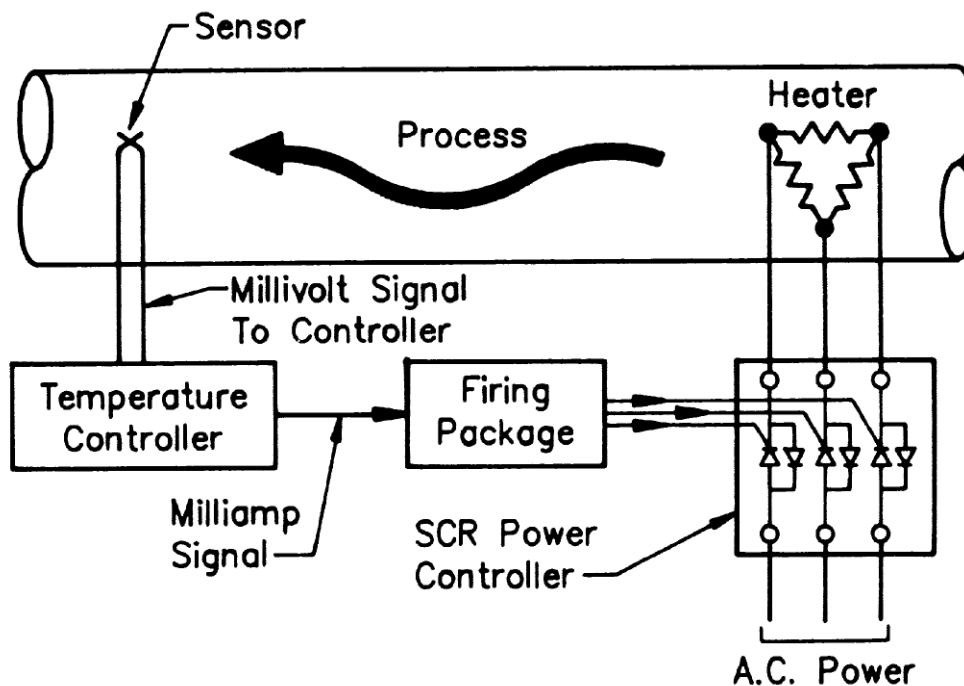 Sensor
Heater
Process
Millivolt Signal
To Controller
Temperature
Controller
Firing
Package
Milliamp
Signal
SCR Power
Controller
A.C. Power